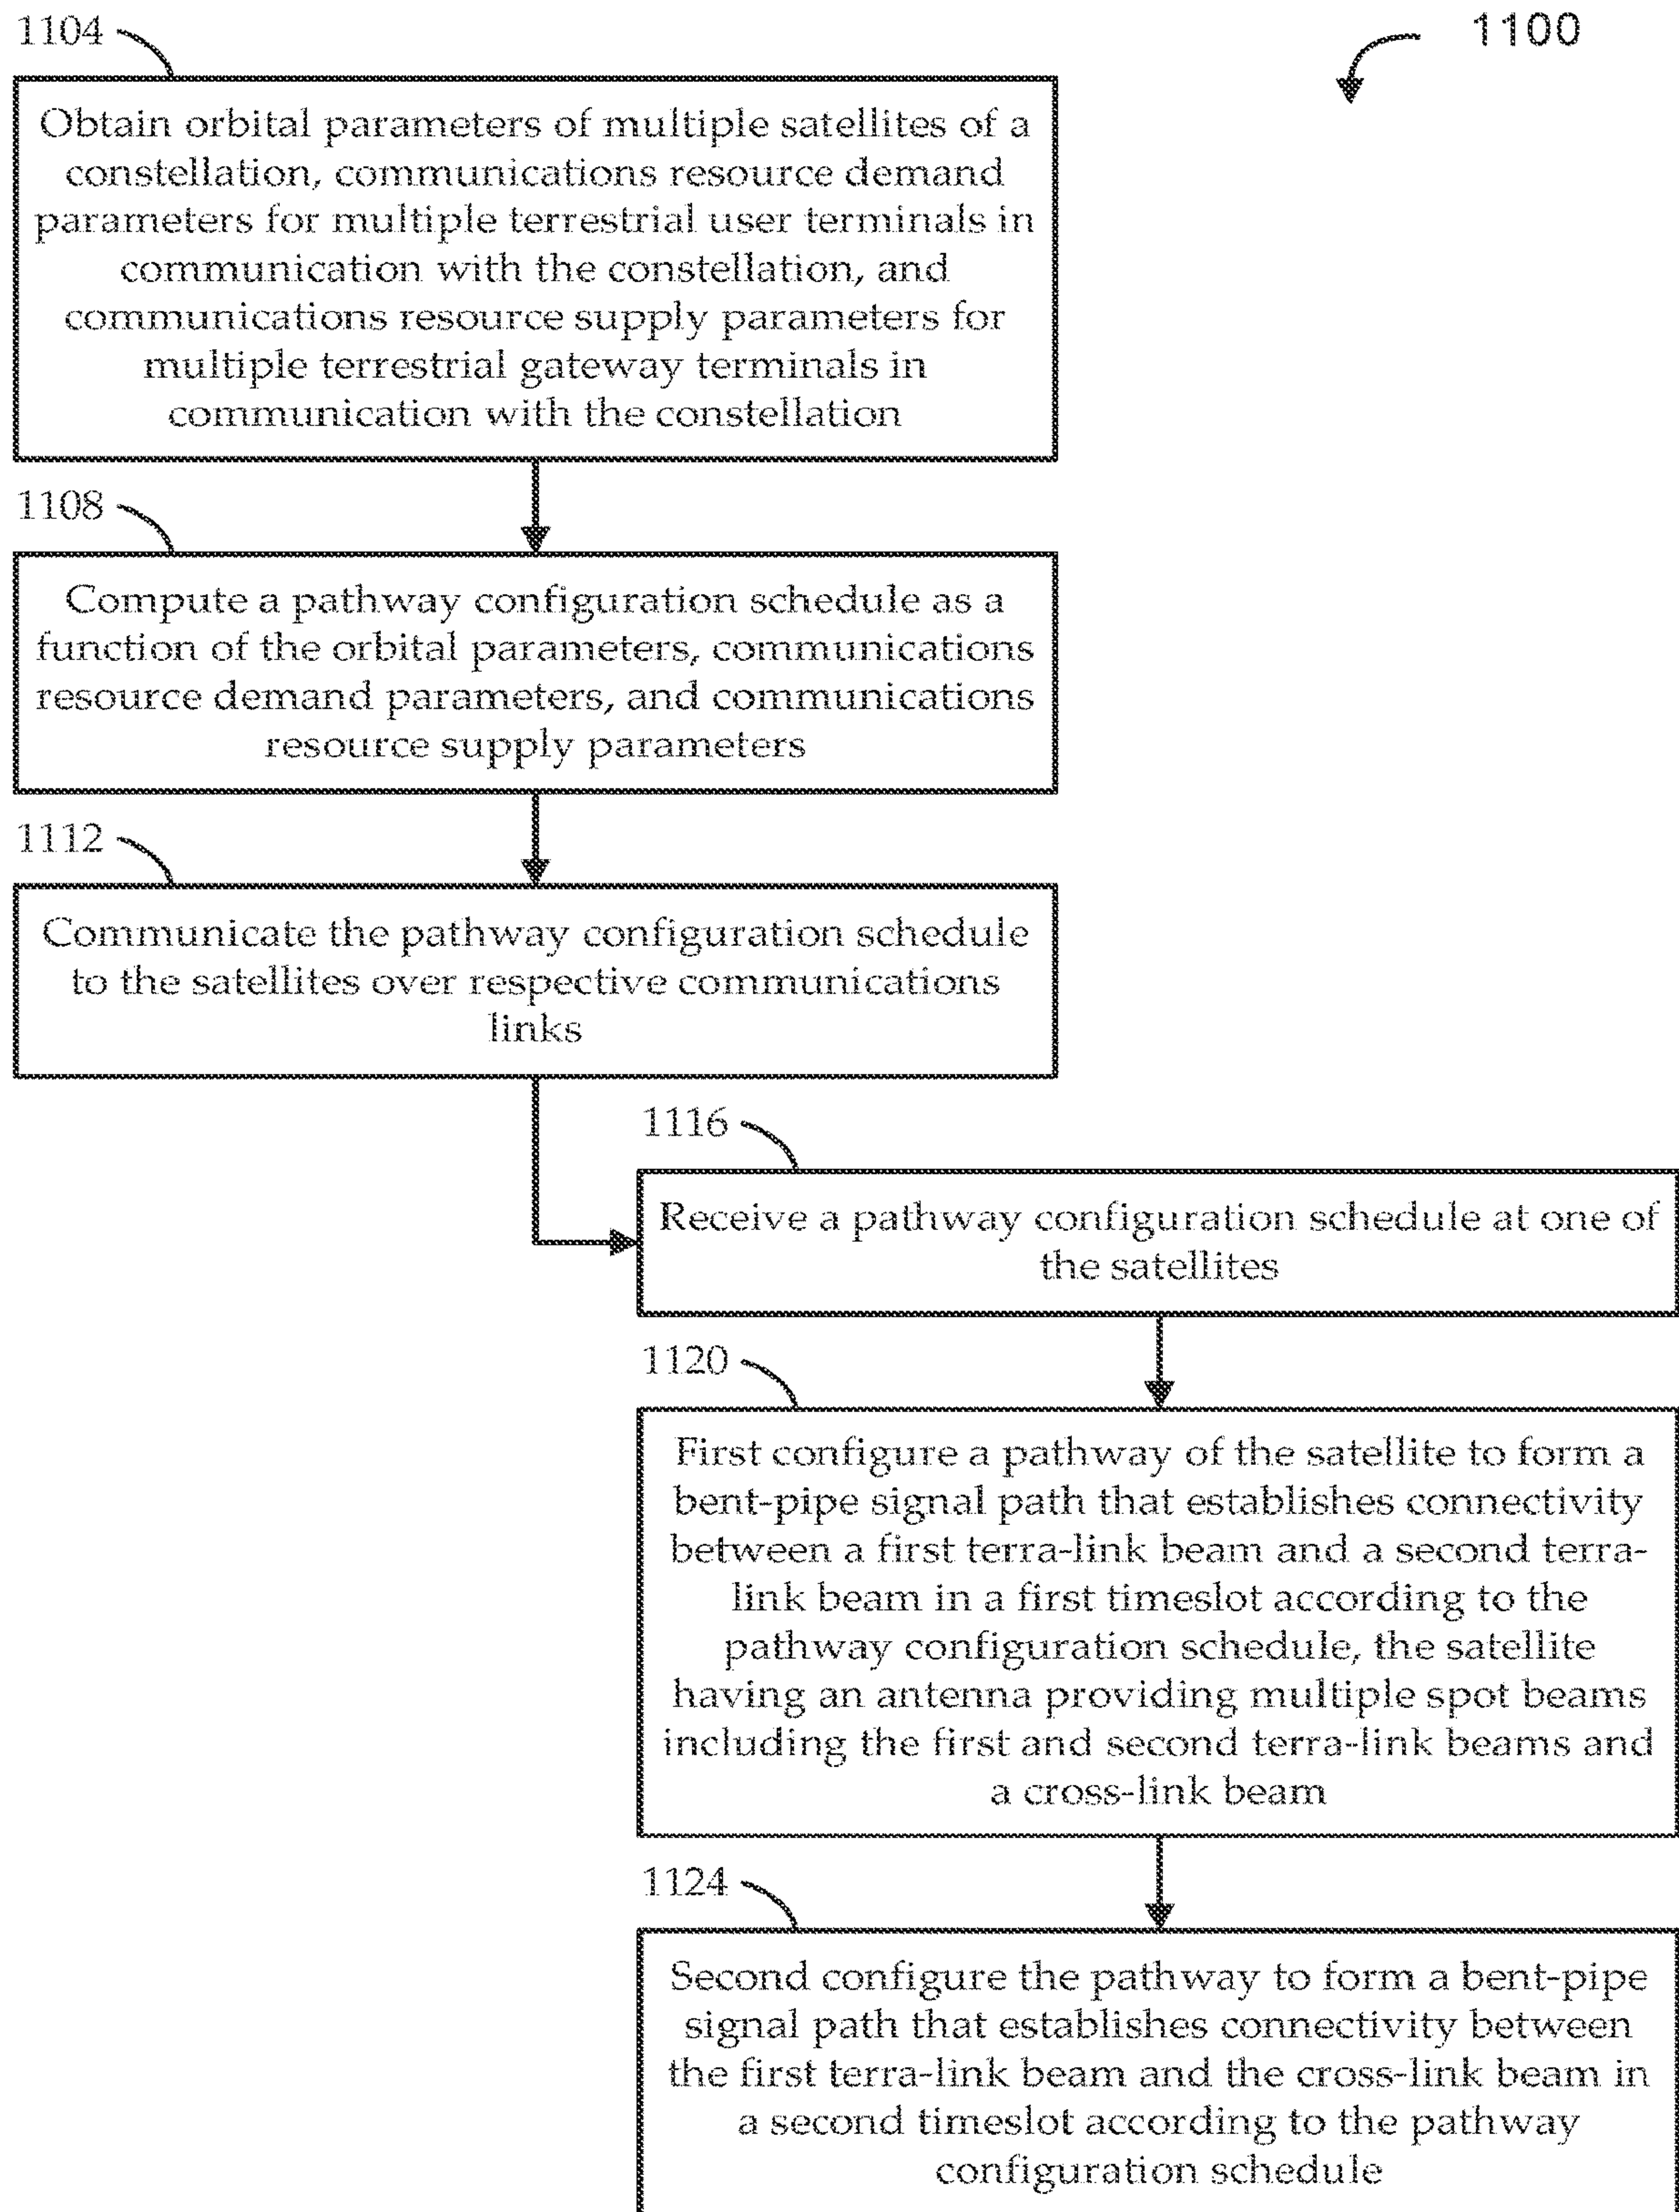 1104
1100
Obtain orbital parameters of multiple satellites of a
constellation, communications resource demand
parameters for multiple terrestrial user terminals in
communication with the constellation, and
communications resource supply parameters for
multiple terrestrial gateway terminals in
communication with the constellation
1108
Compute a pathway configuration schedule as a
function of the orbital parameters, communications
resource demand parameters, and communications
resource supply parameters
1112
Communicate the pathway configuration schedule
to the satellites over respective communications
links
1116
Receive a pathway configuration schedule at one of
the satellites
1120
First configure a pathway of the satellite to form a
bent-pipe signal path that establishes connectivity
between a first terra-link beam and a second terra-
link beam in a first timeslot according to the
pathway configuration schedule, the satellite
having an antenna providing multiple spot beams
including the first and second terra-link beams and
a cross-link beam
1124
Second configure the pathway to form a bent-pipe
signal path that establishes connectivity between
the first terra-link beam and the cross-link beam in
a second timeslot according to the pathway
configuration schedule